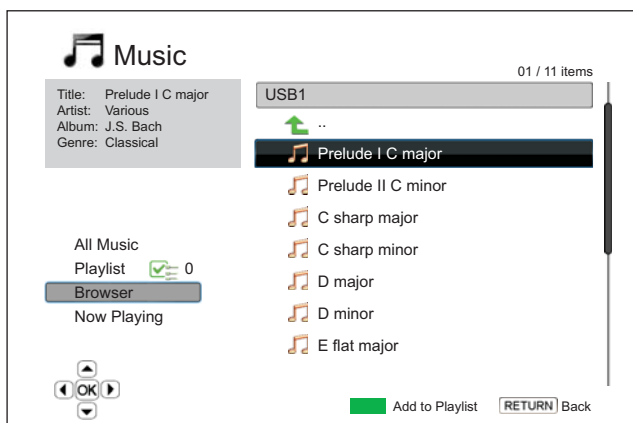 Music
01 / 11 items
Title: Prelude I C major
Artist: Various
Album: J.S. Bach
Genre: Classical
USB1
..
Prelude I C major
Prelude II C minor
C sharp major
C sharp minor
D major
D minor
E flat major
All Music
Playlist 0
Browser
Now Playing
OK
Add to Playlist RETURN Back